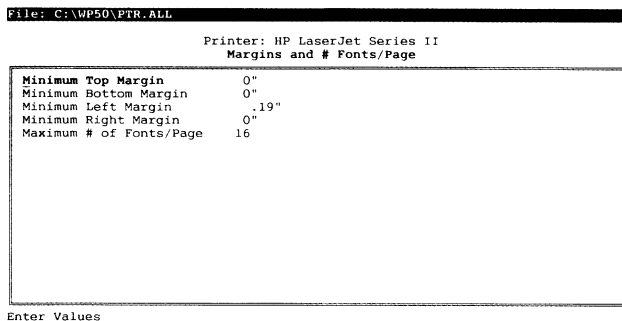 File: C:\WP50\PTR.ALL
Printer: HP LaserJet Series II
Margins and # Fonts/Page
Minimum Top Margin 0"
Minimum Bottom Margin 0"
Minimum Left Margin .19"
Minimum Right Margin 0"
Maximum # of Fonts/Page 16
Enter Values